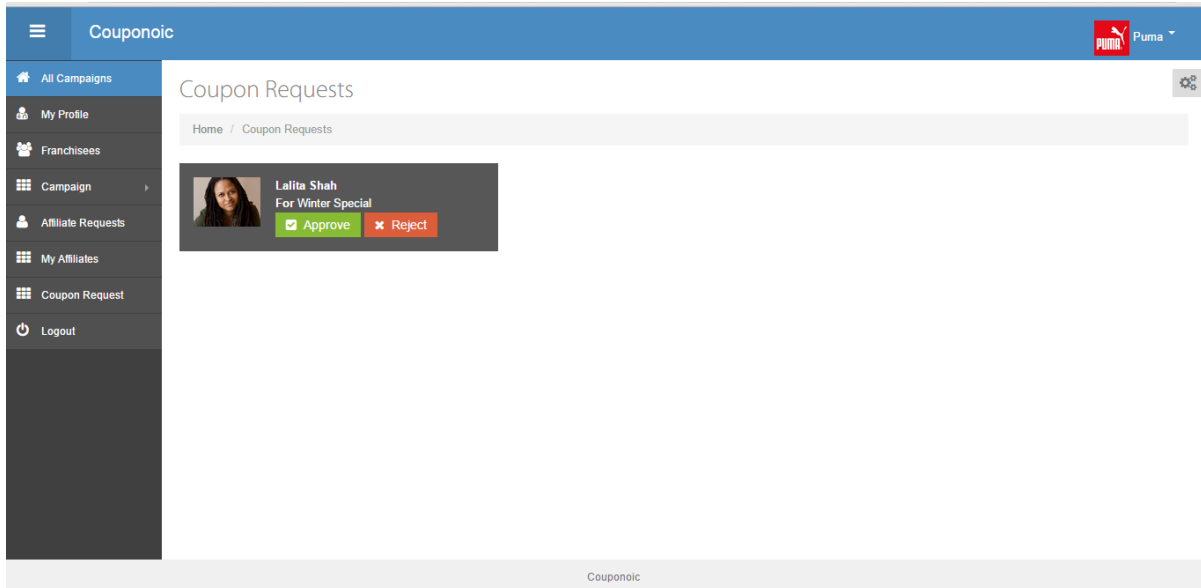 Couponoic
PUMA
Puma
All Campaigns
My Profile
Franchisees
Campaign
Affiliate Requests
My Affiliates
Coupon Request
Logout
Coupon Requests
Home / Coupon Requests
Lalita Shah
For Winter Special
Approve
Reject
Couponoic